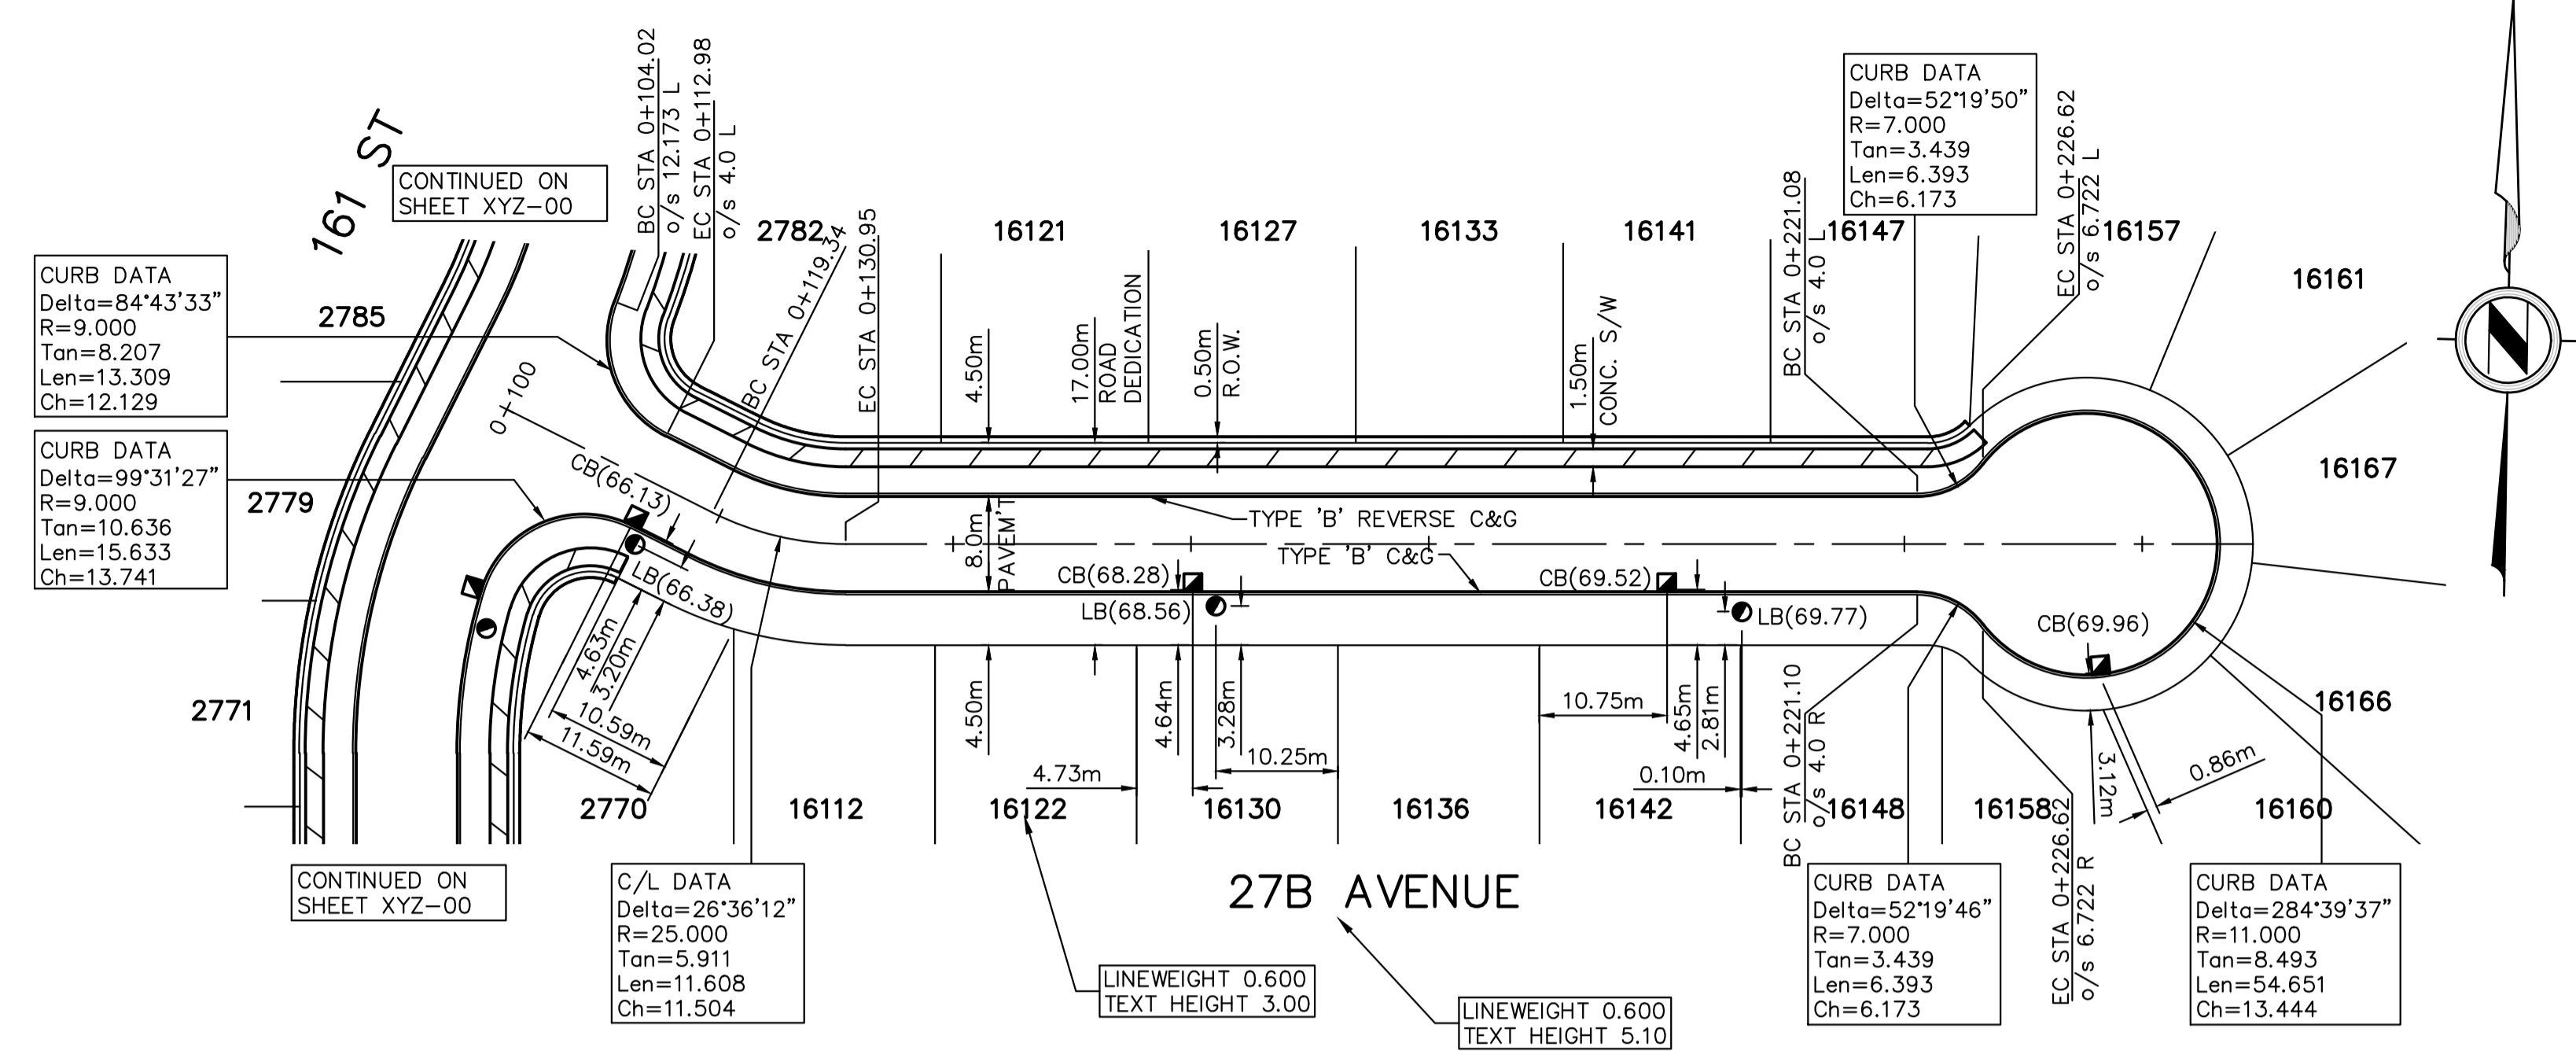 161 ST
CONTINUED ON
SHEET XYZ-00
BC STA 0+104.02
o/s 12.173 L
EC STA 0+112.98
o/s 4.0 L
2782
BC STA 0+119.34
EC STA 0+130.95
16121
16127
16133
16141
16147
16157
16161
16167
16166
CURB DATA
Delta=52°19'50"
R=7.000
Tan=3.439
Len=6.393
Ch=6.173
BC STA 0+221.08
o/s 4.0 L
EC STA 0+226.62
o/s 6.722 L
CURB DATA
Delta=84°43'33"
R=9.000
Tan=8.207
Len=13.309
Ch=12.129
2785
CURB DATA
Delta=99°31'27"
R=9.000
Tan=10.636
Len=15.633
Ch=13.741
2779
2771
0+100
4.50m
17.00m
ROAD
DEDICATION
0.50m
R.O.W.
1.50m
CONC. S/W
CB(66.13)
LB(66.38)
8.0m
PAVEM'T
TYPE 'B' REVERSE C&G
TYPE 'B' C&G
CB(68.28)
LB(68.56)
CB(69.52)
LB(69.77)
CB(69.96)
4.63m
3.20m
10.59m
11.59m
4.50m
4.64m
3.28m
10.25m
4.73m
10.75m
4.65m
2.81m
0.10m
3.12m
0.86m
BC STA 0+221.10
o/s 4.0 R
EC STA 0+226.62
o/s 6.722 R
2770
16112
16122
16130
16136
16142
16148
16158
16160
CONTINUED ON
SHEET XYZ-00
C/L DATA
Delta=26°36'12"
R=25.000
Tan=5.911
Len=11.608
Ch=11.504
27B AVENUE
LINEWEIGHT 0.600
TEXT HEIGHT 3.00
LINEWEIGHT 0.600
TEXT HEIGHT 5.10
CURB DATA
Delta=52°19'46"
R=7.000
Tan=3.439
Len=6.393
Ch=6.173
CURB DATA
Delta=284°39'37"
R=11.000
Tan=8.493
Len=54.651
Ch=13.444
N